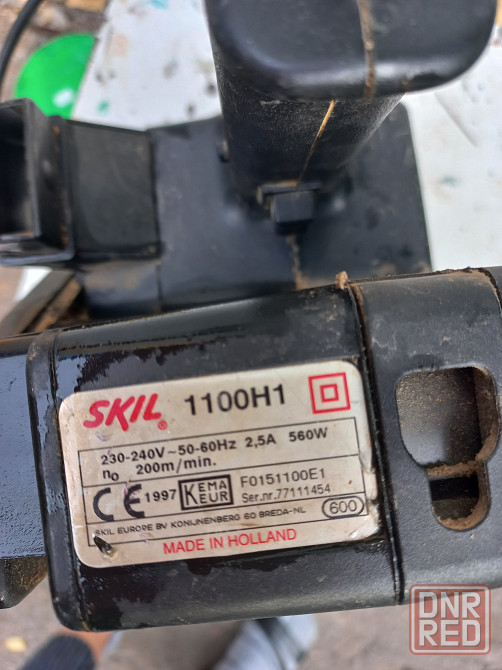 SKIL® 1100H1
230-240V~50-60Hz 2,5A 560W
n₀ 200m/min.
CE 1997 KEMA KEUR F0151100E1
Ser.nr.77111454
600
SKIL EUROPE BV KONIJNENBERG 60 BREDA-NL
MADE IN HOLLAND
DNR
RED